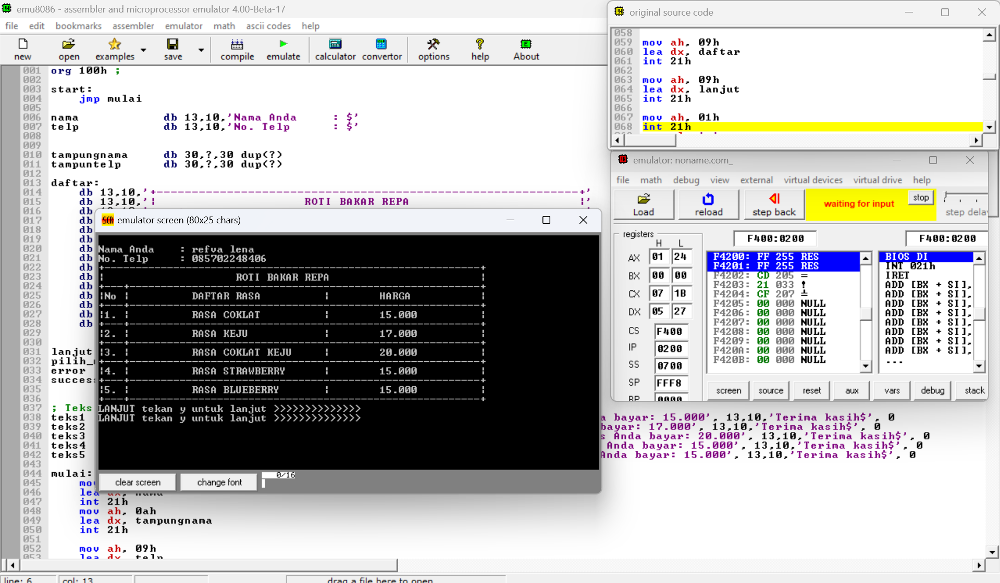 emu8086 - assembler and microprocessor emulator 4.00-Beta-17
file edit bookmarks assembler emulator math ascii codes help
new open examples save compile emulate calculator convertor options help About
001 org 100h ;
002
003 start:
004 jmp mulai
005
006 nama db 13,10,'Nama Anda : $'
007 telp db 13,10,'No. Telp : $'
008
009
010 tampungnama db 30,?,30 dup(?)
011 tampuntelp db 30,?,30 dup(?)
012
013 daftar:
014 db 13,10,'+--------------------------------------------------------------------+'
015 db 13,10,'¦ ROTI BAKAR REPA ¦'
016 db
017 db
018 db
019 db
020 db
021 db
022 db
023 db
024 db
025 db
026 db
027 db
028 db
029
030
031 lanjut
032 pilih_
033 error
034 success
035
036
037 ; Teks
038 teks1 a bayar: 15.000', 13,10,'Terima kasih$', 0
039 teks2 bayar: 17.000', 13,10,'Terima kasih$', 0
040 teks3 s Anda bayar: 20.000', 13,10,'Terima kasih$', 0
041 teks4 Anda bayar: 15.000', 13,10,'Terima kasih$', 0
042 teks5 Anda bayar: 15.000', 13,10,'Terima kasih$', 0
043
044 mulai:
045 mov
046 lea dx, nama
047 int 21h
048 mov ah, 0ah
049 lea dx, tampungnama
050 int 21h
051
052 mov ah, 09h
053 lea dx, telp
line: 6 col: 13 drag a file here to open
emulator screen (80x25 chars)
Nama Anda : refva lena
No. Telp : 085702248406
+------------------------------------------------------------+
¦ ROTI BAKAR REPA ¦
+---+--------------------------------------------------------+
¦No ¦ DAFTAR RASA ¦ HARGA ¦
+---+--------------------------------------------------------+
¦1. ¦ RASA COKLAT ¦ 15.000 ¦
+---+--------------------------------------------------------+
¦2. ¦ RASA KEJU ¦ 17.000 ¦
+---+--------------------------------------------------------+
¦3. ¦ RASA COKLAT KEJU ¦ 20.000 ¦
+---+--------------------------------------------------------+
¦4. ¦ RASA STRAWBERRY ¦ 15.000 ¦
+---+--------------------------------------------------------+
¦5. ¦ RASA BLUEBERRY ¦ 15.000 ¦
+---+--------------------------------------------------------+
LANJUT tekan y untuk lanjut >>>>>>>>>>>>>>
LANJUT tekan y untuk lanjut >>>>>>>>>>>>>>
clear screen change font 0/16
original source code
058
059 mov ah, 09h
060 lea dx, daftar
061 int 21h
062
063 mov ah, 09h
064 lea dx, lanjut
065 int 21h
066
067 mov ah, 01h
068 int 21h
emulator: noname.com_
file math debug view external virtual devices virtual drive help
Load reload step back waiting for input stop step delay
registers F400:0200 F400:0200
H L
AX 01 24
BX 00 00
CX 07 1B
DX 05 27
CS F400
IP 0200
SS 0700
SP FFF8
BP 0000
F4200: FF 255 RES
F4201: FF 255 RES
F4202: CD 205 =
F4203: 21 033 !
F4204: CF 207 ╧
F4205: 00 000 NULL
F4206: 00 000 NULL
F4207: 00 000 NULL
F4208: 00 000 NULL
F4209: 00 000 NULL
F420A: 00 000 NULL
F420B: 00 000 NULL
BIOS DI
INT 021h
IRET
ADD [BX + SI],
ADD [BX + SI],
ADD [BX + SI],
ADD [BX + SI],
ADD [BX + SI],
ADD [BX + SI],
ADD [BX + SI],
ADD [BX + SI],
...
screen source reset aux vars debug stack